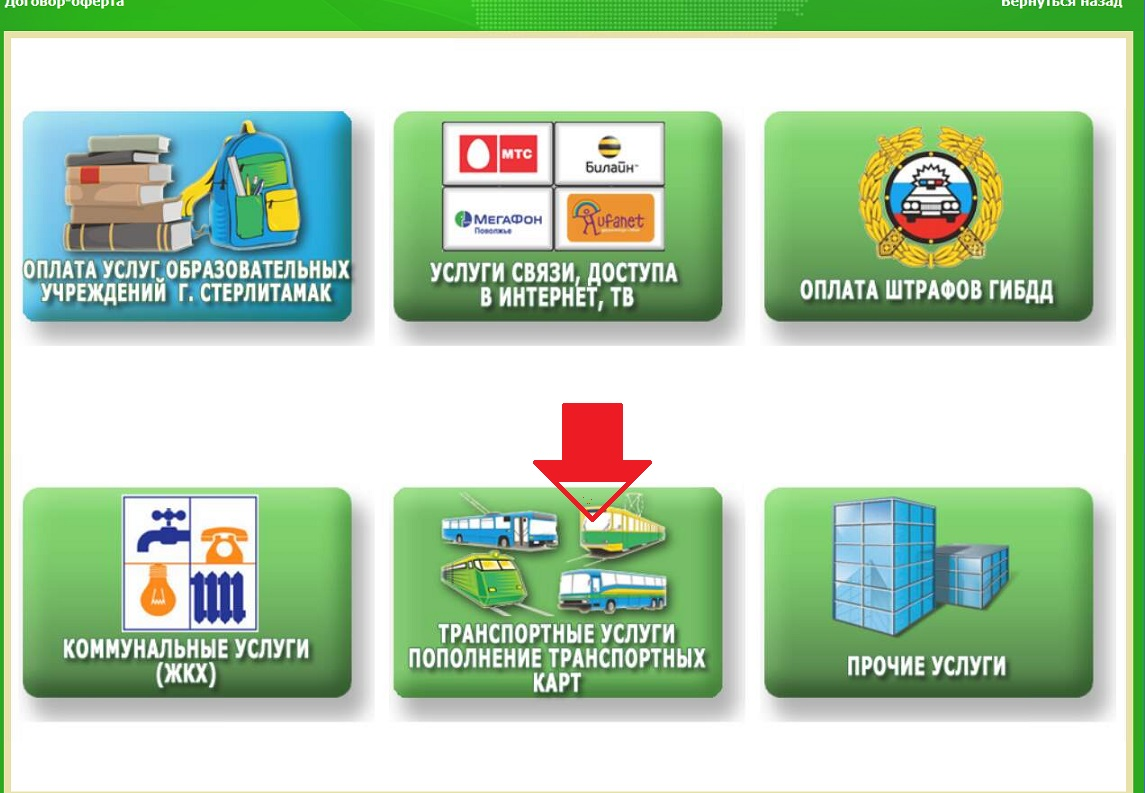 Договор-оферта
Вернуться назад
ОПЛАТА УСЛУГ ОБРАЗОВАТЕЛЬНЫХ
УЧРЕЖДЕНИЙ Г. СТЕРЛИТАМАК
МТС
Билайн
МЕГАФОН
Поволжье
ufanet
УСЛУГИ СВЯЗИ, ДОСТУПА
В ИНТЕРНЕТ, ТВ
ОПЛАТА ШТРАФОВ ГИБДД
КОММУНАЛЬНЫЕ УСЛУГИ
(ЖКХ)
ТРАНСПОРТНЫЕ УСЛУГИ
ПОПОЛНЕНИЕ ТРАНСПОРТНЫХ
КАРТ
ПРОЧИЕ УСЛУГИ